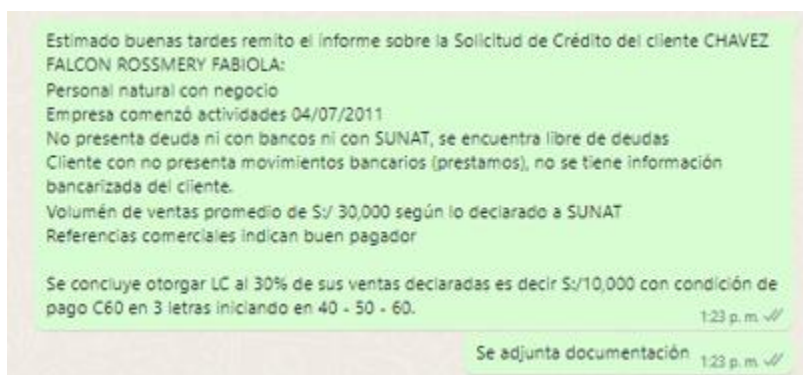 Estimado buenas tardes remito el informe sobre la Solicitud de Crédito del cliente CHAVEZ
FALCON ROSSMERY FABIOLA:
Personal natural con negocio
Empresa comenzó actividades 04/07/2011
No presenta deuda ni con bancos ni con SUNAT, se encuentra libre de deudas
Cliente con no presenta movimientos bancarios (prestamos), no se tiene información
bancarizada del cliente.
Volumén de ventas promedio de S:/ 30,000 según lo declarado a SUNAT
Referencias comerciales indican buen pagador
Se concluye otorgar LC al 30% de sus ventas declaradas es decir S:/10,000 con condición de
pago C60 en 3 letras iniciando en 40 - 50 - 60.
1:23 p. m.
Se adjunta documentación
1:23 p. m.